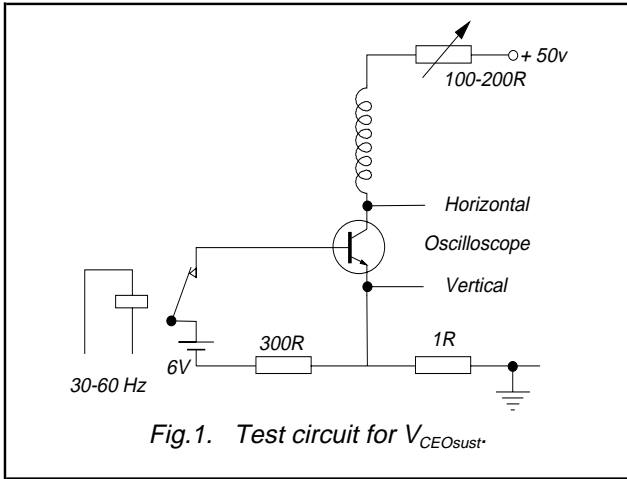 + 50v
100-200R
Horizontal
Oscilloscope
Vertical
300R
1R
6V
30-60 Hz
Fig.1. Test circuit for VCEOsust.